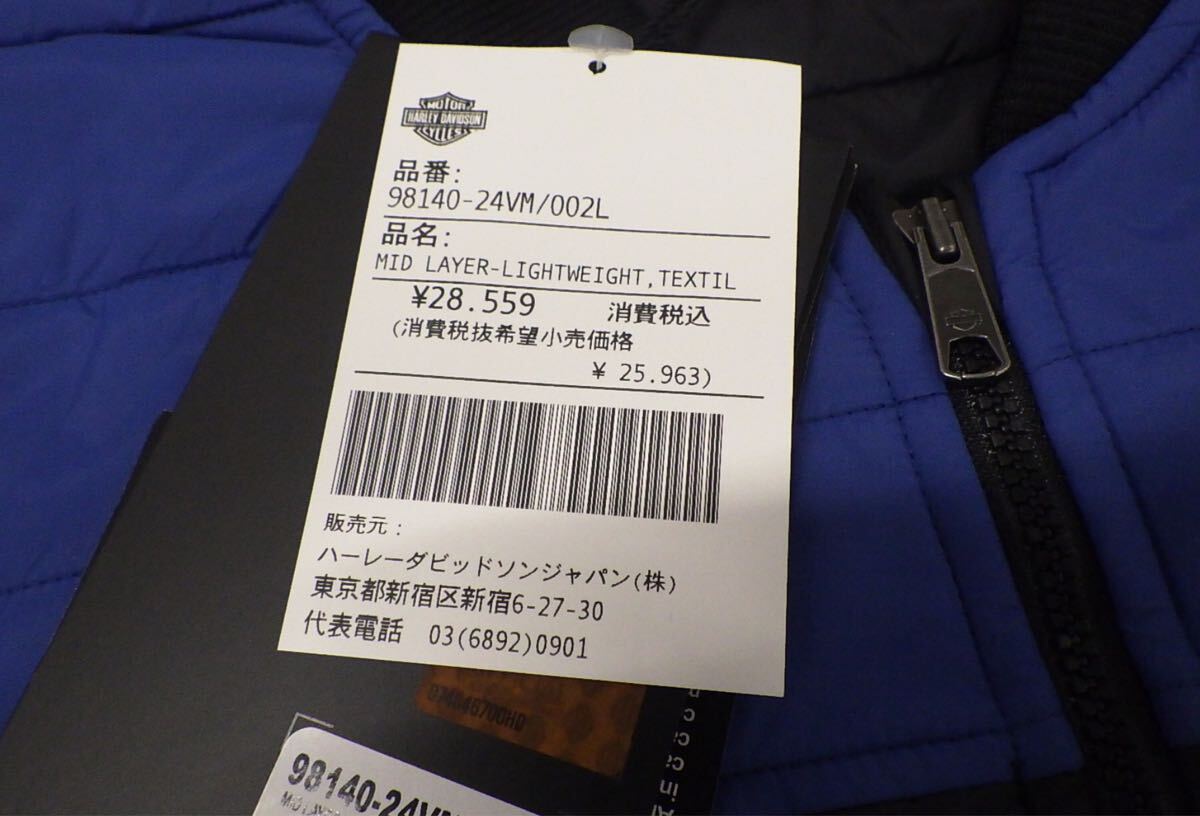 MOTOR
HARLEY-DAVIDSON
CYCLES
品番:
98140-24VM/002L
品名:
MID LAYER-LIGHTWEIGHT,TEXTIL
¥28.559 消費税込
(消費税抜希望小売価格
¥ 25.963)
販売元:
ハーレーダビッドソンジャパン(株)
東京都新宿区新宿6-27-30
代表電話 03(6892)0901
98140-24V